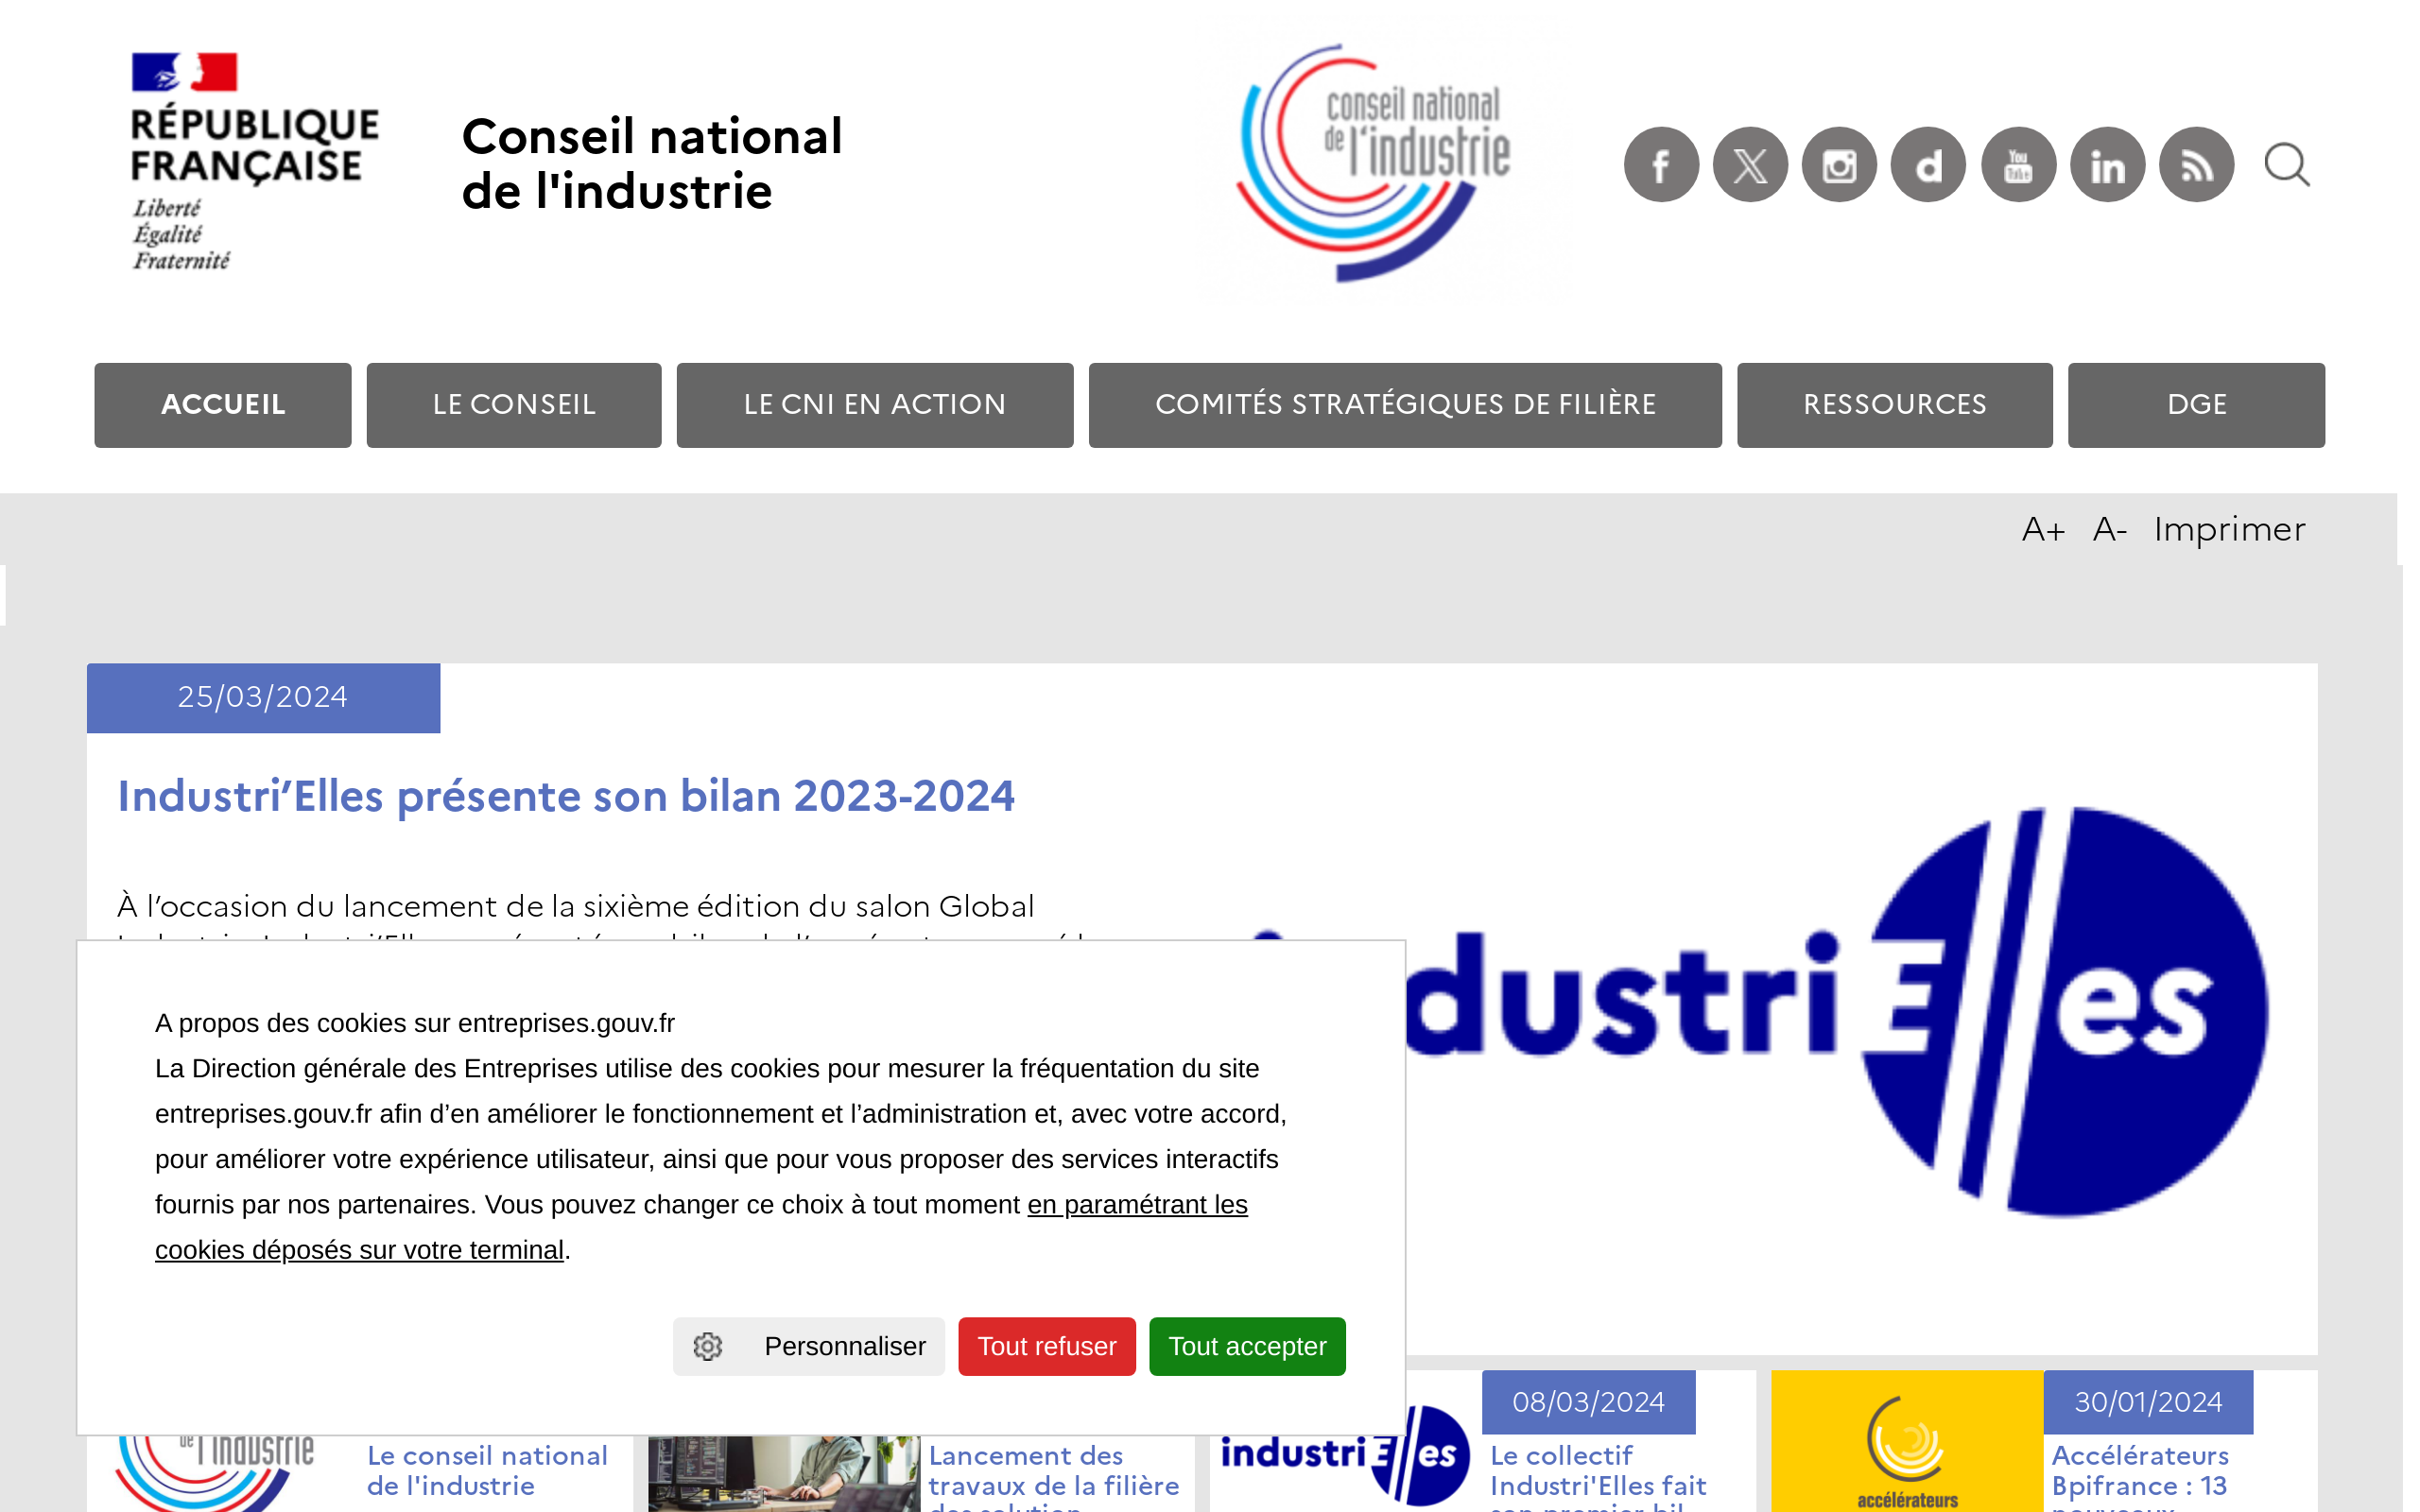 RÉPUBLIQUE
FRANÇAISE
Liberté
Égalité
Fraternité
Conseil national
de l'industrie
conseil national
de l'industrie
ACCUEIL
LE CONSEIL
LE CNI EN ACTION
COMITÉS STRATÉGIQUES DE FILIÈRE
RESSOURCES
DGE
A+ A- Imprimer
25/03/2024
Industri’Elles présente son bilan 2023-2024
À l’occasion du lancement de la sixième édition du salon Global
dustriElles
A propos des cookies sur entreprises.gouv.fr
La Direction générale des Entreprises utilise des cookies pour mesurer la fréquentation du site
entreprises.gouv.fr afin d’en améliorer le fonctionnement et l’administration et, avec votre accord,
pour améliorer votre expérience utilisateur, ainsi que pour vous proposer des services interactifs
fournis par nos partenaires. Vous pouvez changer ce choix à tout moment en paramétrant les
cookies déposés sur votre terminal.
Personnaliser
Tout refuser
Tout accepter
de l'industrie
Le conseil national
de l'industrie
Lancement des
travaux de la filière
industriElles
08/03/2024
Le collectif
Industri'Elles fait
accélérateurs
30/01/2024
Accélérateurs
Bpifrance : 13